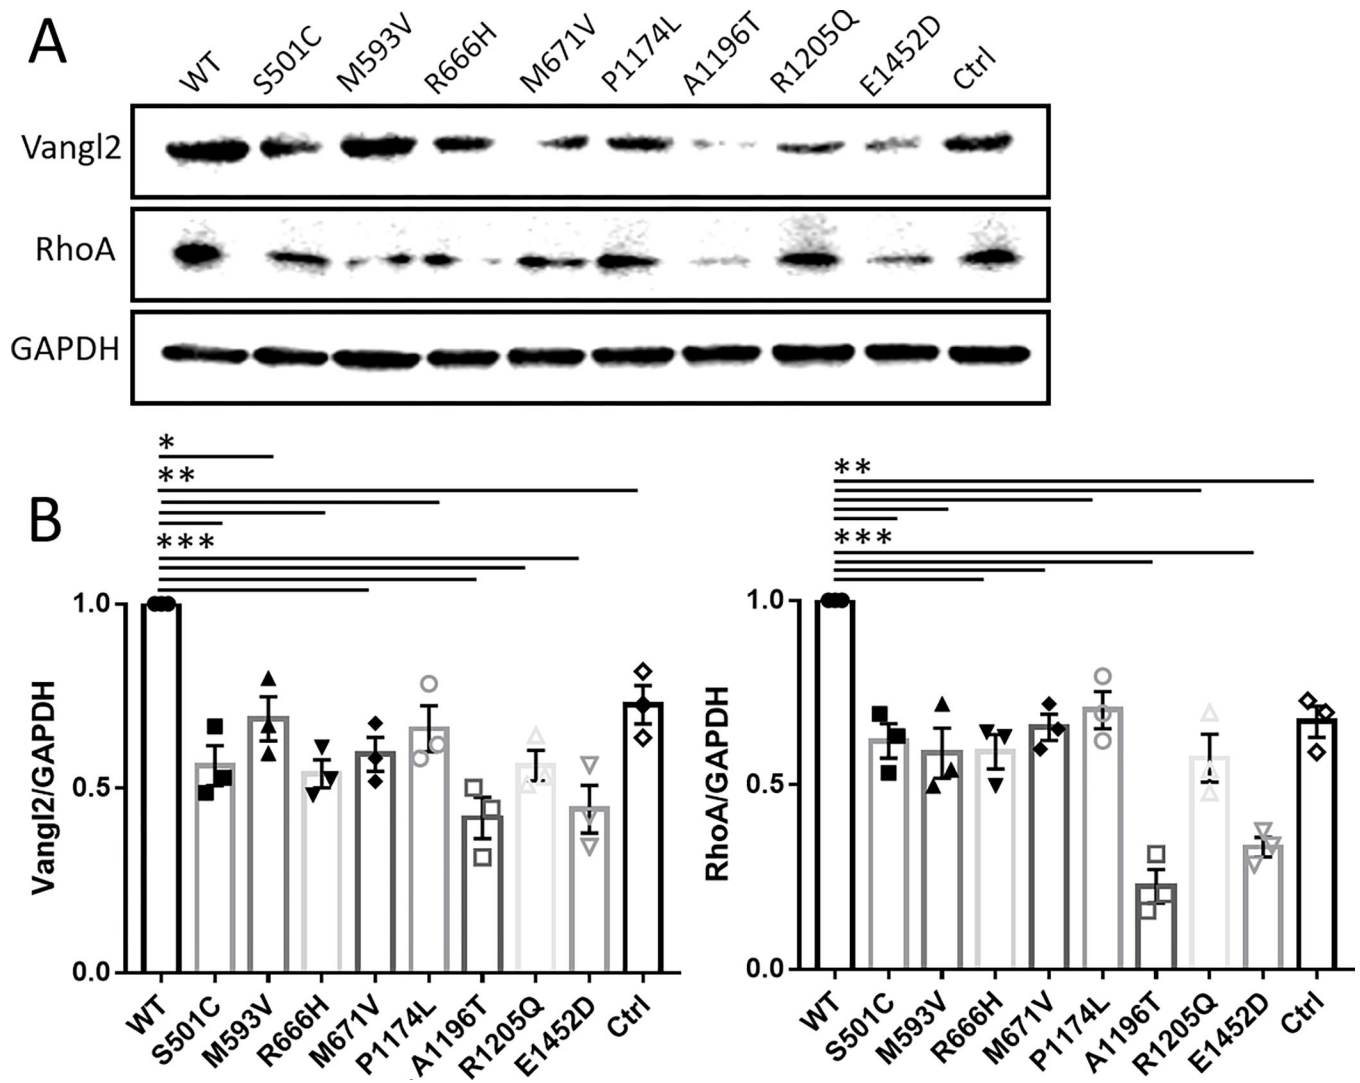 A
WT S501C M593V R666H M671V P1174L A1196T R1205Q E1452D Ctrl
Vangl2
RhoA
GAPDH
B
*
**
***
Vangl2/GAPDH
1.0
0.5
0.0
WT S501C M593V R666H M671V P1174L A1196T R1205Q E1452D Ctrl
**
***
RhoA/GAPDH
1.0
0.5
0.0
WT S501C M593V R666H M671V P1174L A1196T R1205Q E1452D Ctrl